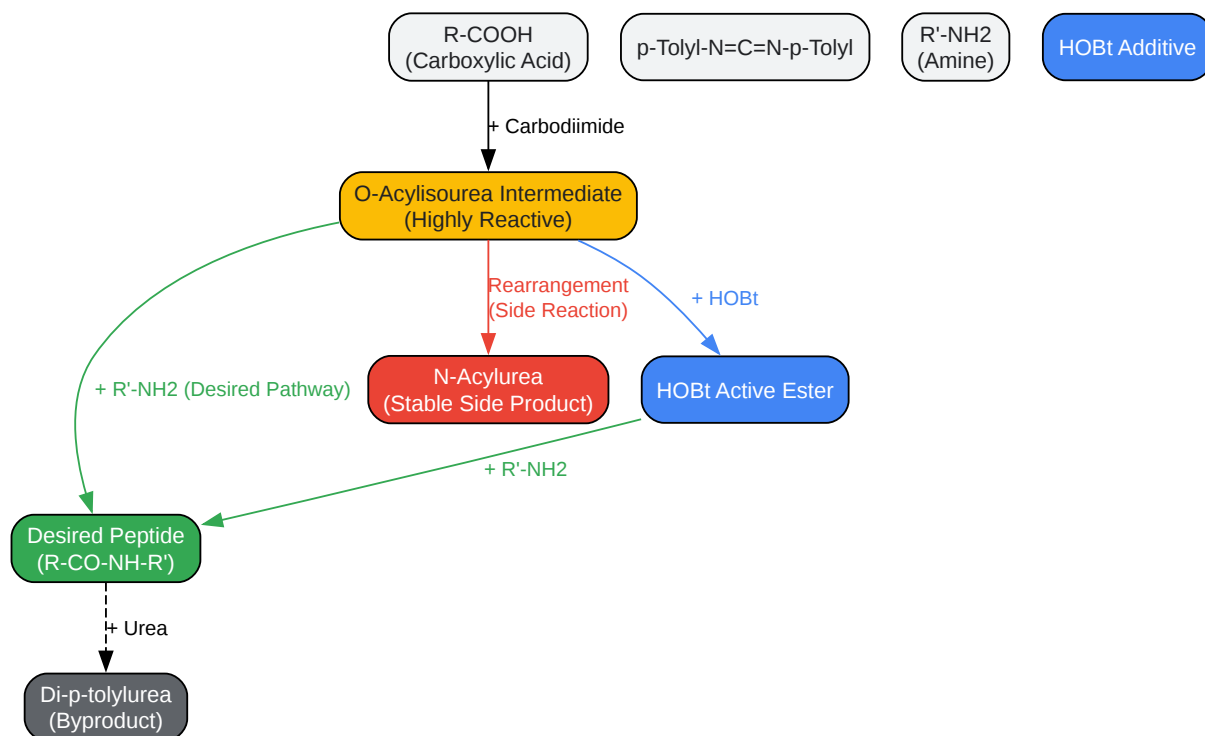 R-COOH
(Carboxylic Acid)
p-Tolyl-N=C=N-p-Tolyl
R'-NH2
(Amine)
HOBt Additive
+ Carbodiimide
O-Acylisourea Intermediate
(Highly Reactive)
Rearrangement
(Side Reaction)
+ HOBt
+ R'-NH2 (Desired Pathway)
N-Acylurea
(Stable Side Product)
HOBt Active Ester
+ R'-NH2
Desired Peptide
(R-CO-NH-R')
+ Urea
Di-p-tolylurea
(Byproduct)